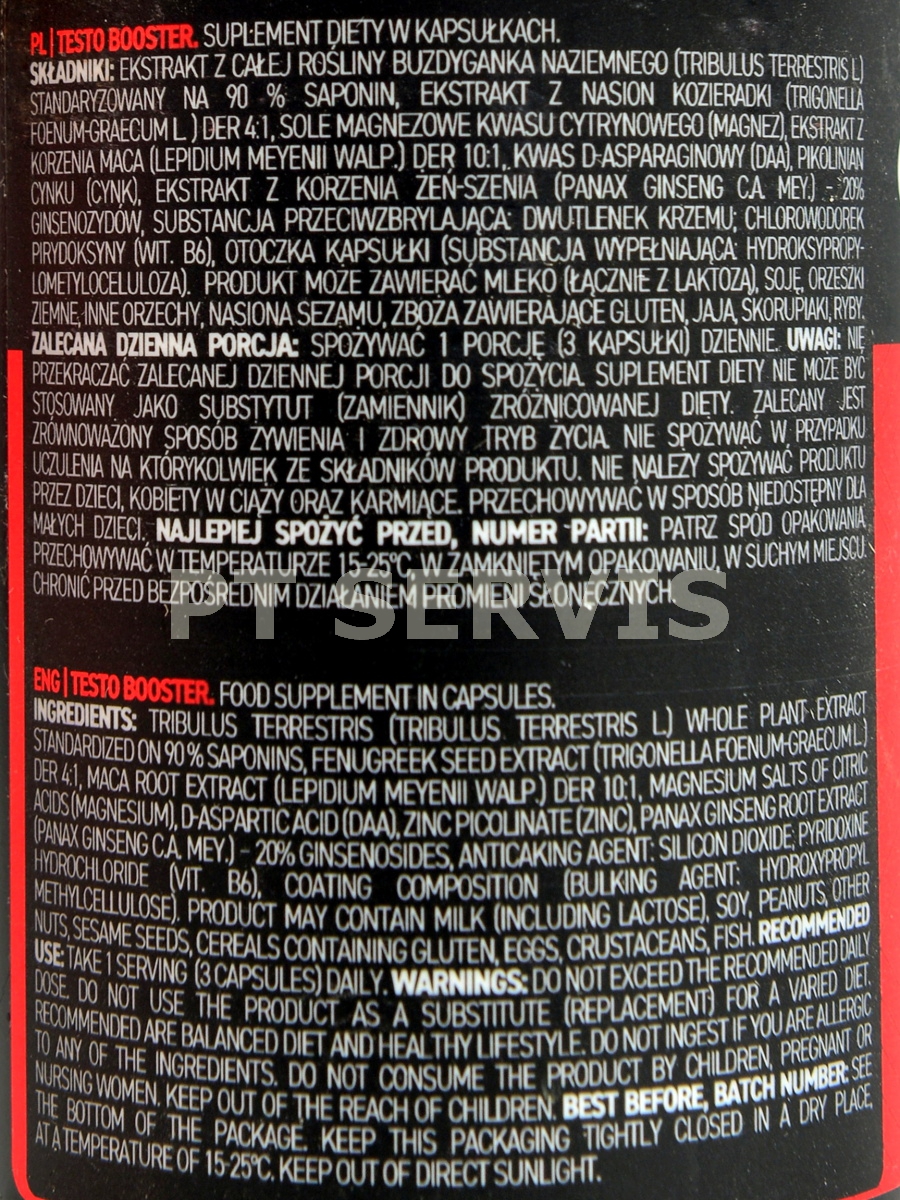 PL | TESTO BOOSTER. SUPLEMENT DIETY W KAPSUŁKACH.
SKŁADNIKI: EKSTRAKT Z CAŁEJ ROŚLINY BUZDYGANKA NAZIEMNEGO (TRIBULUS TERRESTRIS L)
STANDARYZOWANY NA 90 % SAPONIN, EKSTRAKT Z NASION KOZIERADKI (TRIGONELLA
FOENUM-GRAECUM L. ) DER 4:1, SOLE MAGNEZOWE KWASU CYTRYNOWEGO (MAGNEZ), EKSTRAKT Z
KORZENIA MACA (LEPIDIUM MEYENII WALP.) DER 10:1,. KWAS D-ASPARAGINOWY (DAA), PIKOLINIAN
CYNKU (CYNK), EKSTRAKT Z KORZENIA ŻEŃ-SZENIA (PANAX GINSENG C.A. MEY.) - 20%
GINSENOZYDÓW, SUBSTANCJA PRZECIWZBRYLAJĄCA: DWUTLENEK KRZEMU; CHLOROWODOREK
PIRYDOKSYNY (WIT. B6), OTOCZKA KAPSUŁKI (SUBSTANCJA WYPEŁNIAJĄCA: HYDROKSYPROPY-
LOMETYLOCELULOZA). PRODUKT MOŻE ZAWIERAĆ MLEKO (ŁĄCZNIE Z LAKTOZĄ), SOJĘ, ORZESZKI
ZIEMNE, INNE ORZECHY, NASIONA SEZAMU, ZBOŻA ZAWIERAJĄCE GLUTEN, JAJA, SKORUPIAKI, RYBY.
ZALECANA DZIENNA PORCJA: SPOŻYWAĆ 1 PORCJĘ (3 KAPSUŁKI) DZIENNIE. UWAGI: NIE
PRZEKRACZAĆ ZALECANEJ DZIENNEJ PORCJI DO SPOŻYCIA. SUPLEMENT DIETY NIE MOŻE BYĆ
STOSOWANY JAKO SUBSTYTUT (ZAMIENNIK) ZRÓŻNICOWANEJ DIETY. ZALECANY JEST
ZRÓWNOWAŻONY SPOSÓB ŻYWIENIA I ZDROWY TRYB ŻYCIA. NIE SPOŻYWAĆ W PRZYPADKU
UCZULENIA NA KTÓRYKOLWIEK ZE SKŁADNIKÓW PRODUKTU. NIE NALEŻY SPOŻYWAĆ PRODUKTU
PRZEZ DZIECI, KOBIETY W CIĄŻY ORAZ KARMIĄCE. PRZECHOWYWAĆ W SPOSÓB NIEDOSTĘPNY DLA
MAŁYCH DZIECI. NAJLEPIEJ SPOŻYĆ PRZED, NUMER PARTII: PATRZ SPÓD OPAKOWANIA.
PRZECHOWYWAĆ W TEMPERATURZE 15-25°C, W ZAMKNIĘTYM OPAKOWANIU, W SUCHYM MIEJSCU.
CHRONIĆ PRZED BEZPOŚREDNIM DZIAŁANIEM PROMIENI SŁONECZNYCH.
PT SERVIS
ENG | TESTO BOOSTER. FOOD SUPPLEMENT IN CAPSULES.
INGREDIENTS: TRIBULUS TERRESTRIS (TRIBULUS TERRESTRIS L.) WHOLE PLANT EXTRACT
STANDARDIZED ON 90 % SAPONINS, FENUGREEK SEED EXTRACT (TRIGONELLA FOENUM-GRAECUM L.)
DER 4:1, MACA ROOT EXTRACT (LEPIDIUM MEYENII WALP.) DER 10:1, MAGNESIUM SALTS OF CITRIC
ACIDS (MAGNESIUM), D-ASPARTIC ACID (DAA), ZINC PICOLINATE (ZINC), PANAX GINSENG ROOT EXTRACT
(PANAX GINSENG C.A. MEY.) - 20% GINSENOSIDES, ANTICAKING AGENT: SILICON DIOXIDE; PYRIDOXINE
HYDROCHLORIDE (VIT. B6), COATING COMPOSITION (BULKING AGENT: HYDROXYPROPYL
METHYLCELLULOSE). PRODUCT MAY CONTAIN MILK (INCLUDING LACTOSE), SOY, PEANUTS, OTHER
NUTS, SESAME SEEDS, CEREALS CONTAINING GLUTEN, EGGS, CRUSTACEANS, FISH. RECOMMENDED
USE: TAKE 1 SERVING (3 CAPSULES) DAILY. WARNINGS: DO NOT EXCEED THE RECOMMENDED DAILY
DOSE. DO NOT USE THE PRODUCT AS A SUBSTITUTE (REPLACEMENT) FOR A VARIED DIET.
RECOMMENDED ARE BALANCED DIET AND HEALTHY LIFESTYLE. DO NOT INGEST IF YOU ARE ALLERGIC
TO ANY OF THE INGREDIENTS. DO NOT CONSUME THE PRODUCT BY CHILDREN, PREGNANT OR
NURSING WOMEN. KEEP OUT OF THE REACH OF CHILDREN. BEST BEFORE, BATCH NUMBER: SEE
THE BOTTOM OF THE PACKAGE. KEEP THIS PACKAGING TIGHTLY CLOSED IN A DRY PLACE,
AT A TEMPERATURE OF 15-25°C. KEEP OUT OF DIRECT SUNLIGHT.